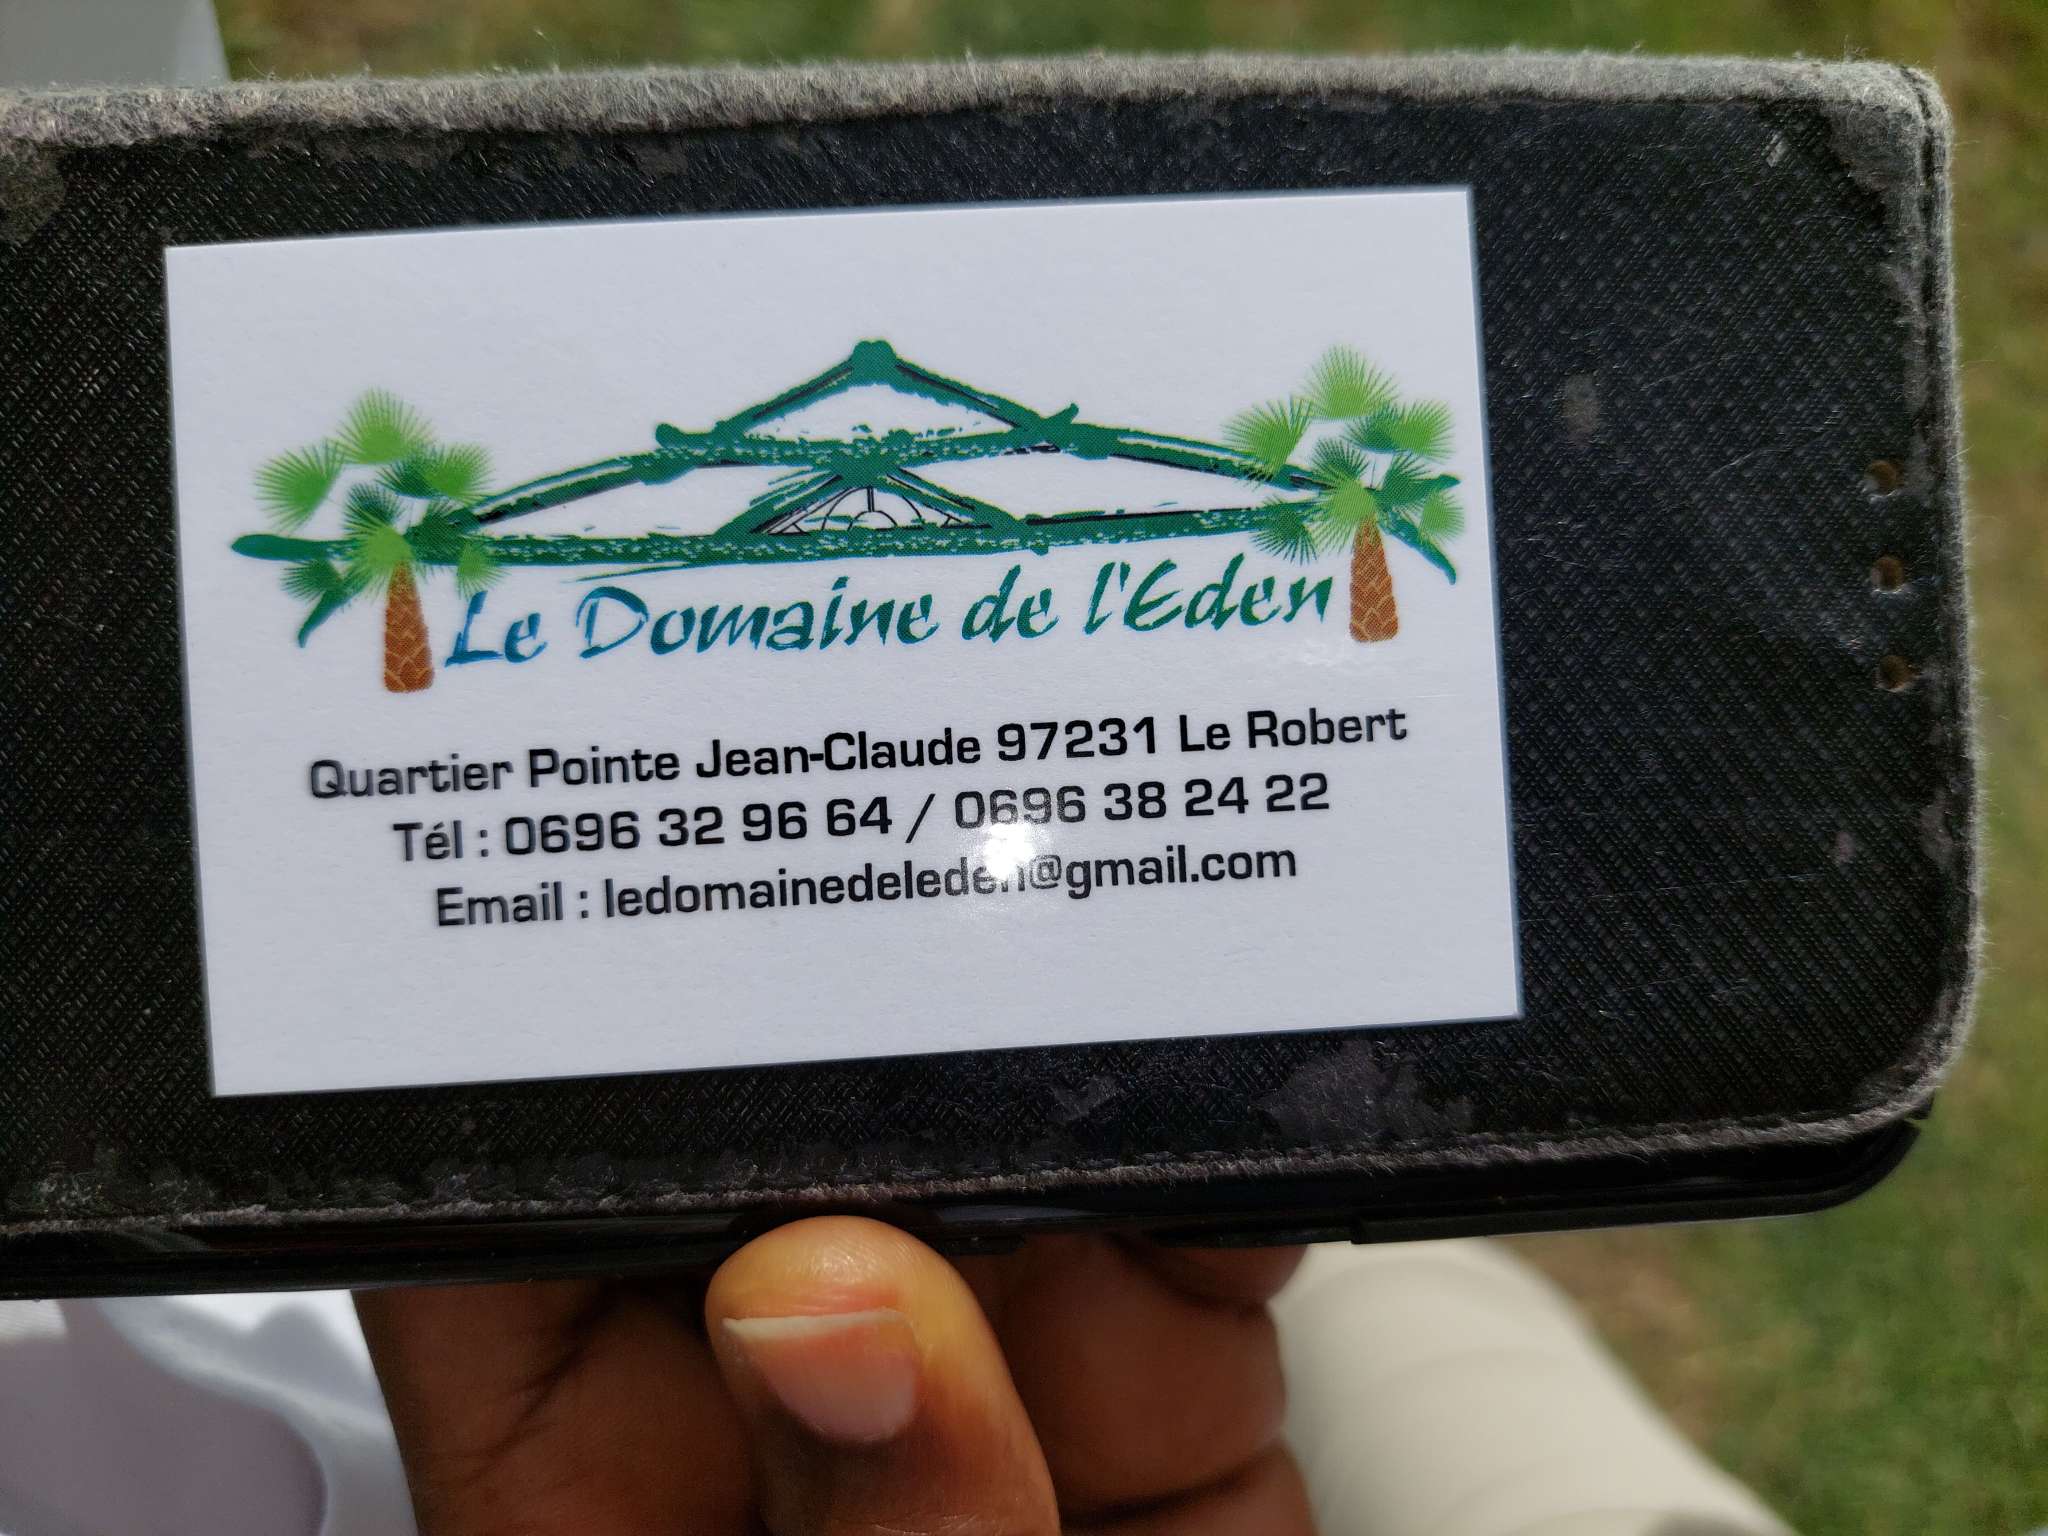 Le Domaine de l'Eden
Quartier Pointe Jean-Claude 97231 Le Robert
Tél : 0696 32 96 64 / 0696 38 24 22
Email : ledomainedeleden@gmail.com